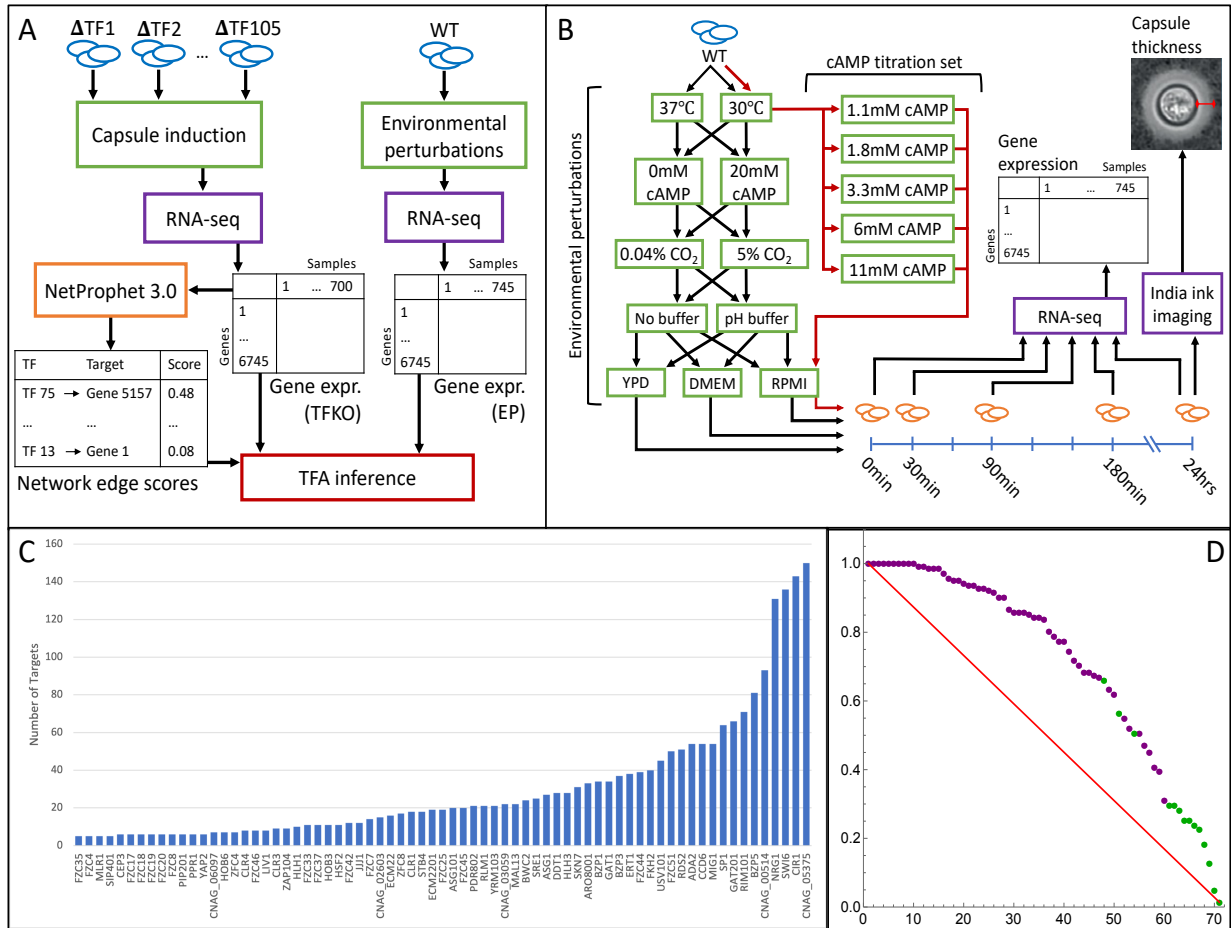 A
ΔTF1
ΔTF2
...
ΔTF105
WT
Capsule induction
Environmental
perturbations
RNA-seq
RNA-seq
NetProphet 3.0
Samples
1 ... 700
Genes
1
...
6745
Samples
1 ... 745
1
...
6745
Genes
TF Target Score
TF 75 → Gene 5157 0.48
... ... ...
TF 13 → Gene 1 0.08
Network edge scores
Gene expr.
(TFKO)
Gene expr.
(EP)
TFA inference
B
WT
Environmental perturbations
37℃
30℃
0mM
cAMP
20mM
cAMP
0.04% CO2
5% CO2
No buffer
pH buffer
YPD
DMEM
RPMI
cAMP titration set
1.1mM cAMP
1.8mM cAMP
3.3mM cAMP
6mM cAMP
11mM cAMP
Gene
expression
Samples
1 ... 745
Genes
1
...
6745
Capsule
thickness
RNA-seq
India ink
imaging
0min
30min
90min
180min
24hrs
C
Number of Targets
160
140
120
100
80
60
40
20
0
FZC35
FZC4
MLR1
SIP401
CEP3
FZC17
FZC18
FZC19
FZC20
FZC8
PIP201
PPR1
YAP2
CNAG_06097
HOB6
ZFC4
CLR4
FZC46
LIV1
CLR3
ZAP104
HLH1
FZC33
FZC37
HOB3
HSF2
FZC42
JJJ1
FZC7
CNAG_02603
ECM22
ZFC8
CLR1
STB4
ECM2201
FZC25
ASG101
FZC45
PDR802
RLM1
YRM103
CNAG_03059
MAL13
BWC2
SRE1
ASG1
DDT1
HLH3
SKN7
ARO8001
BZP1
GAT1
BZP3
ERT1
FZC44
FKH2
USV101
FZC51
RDS2
ADA2
CCD6
MIG1
SP1
GAT201
RIM101
BZP5
CNAG_00514
NRG1
SWI6
CIR1
CNAG_05375
D
1.0
0.8
0.6
0.4
0.2
0.0
0 10 20 30 40 50 60 70